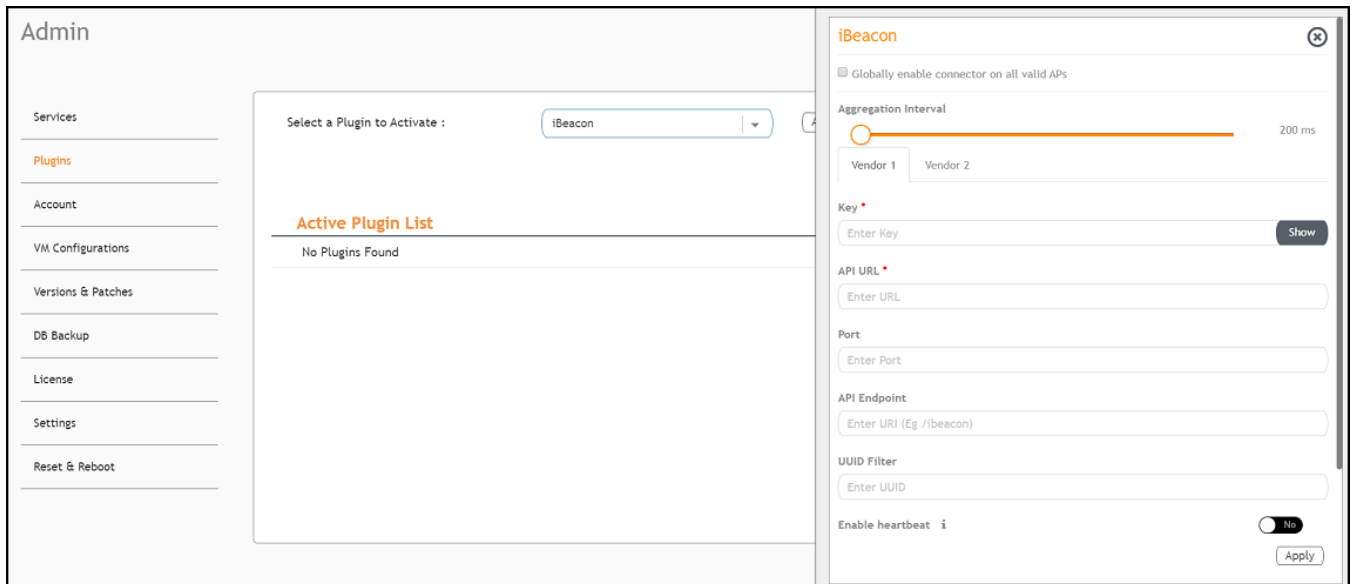 Admin
Services
Plugins
Account
VM Configurations
Versions & Patches
DB Backup
License
Settings
Reset & Reboot
Select a Plugin to Activate :
iBeacon
Active Plugin List
No Plugins Found
iBeacon
Globally enable connector on all valid APs
Aggregation Interval
200 ms
Vendor 1 Vendor 2
Key *
Enter Key Show
API URL *
Enter URL
Port
Enter Port
API Endpoint
Enter URI (Eg /ibeacon)
UUID Filter
Enter UUID
Enable heartbeat i No
Apply